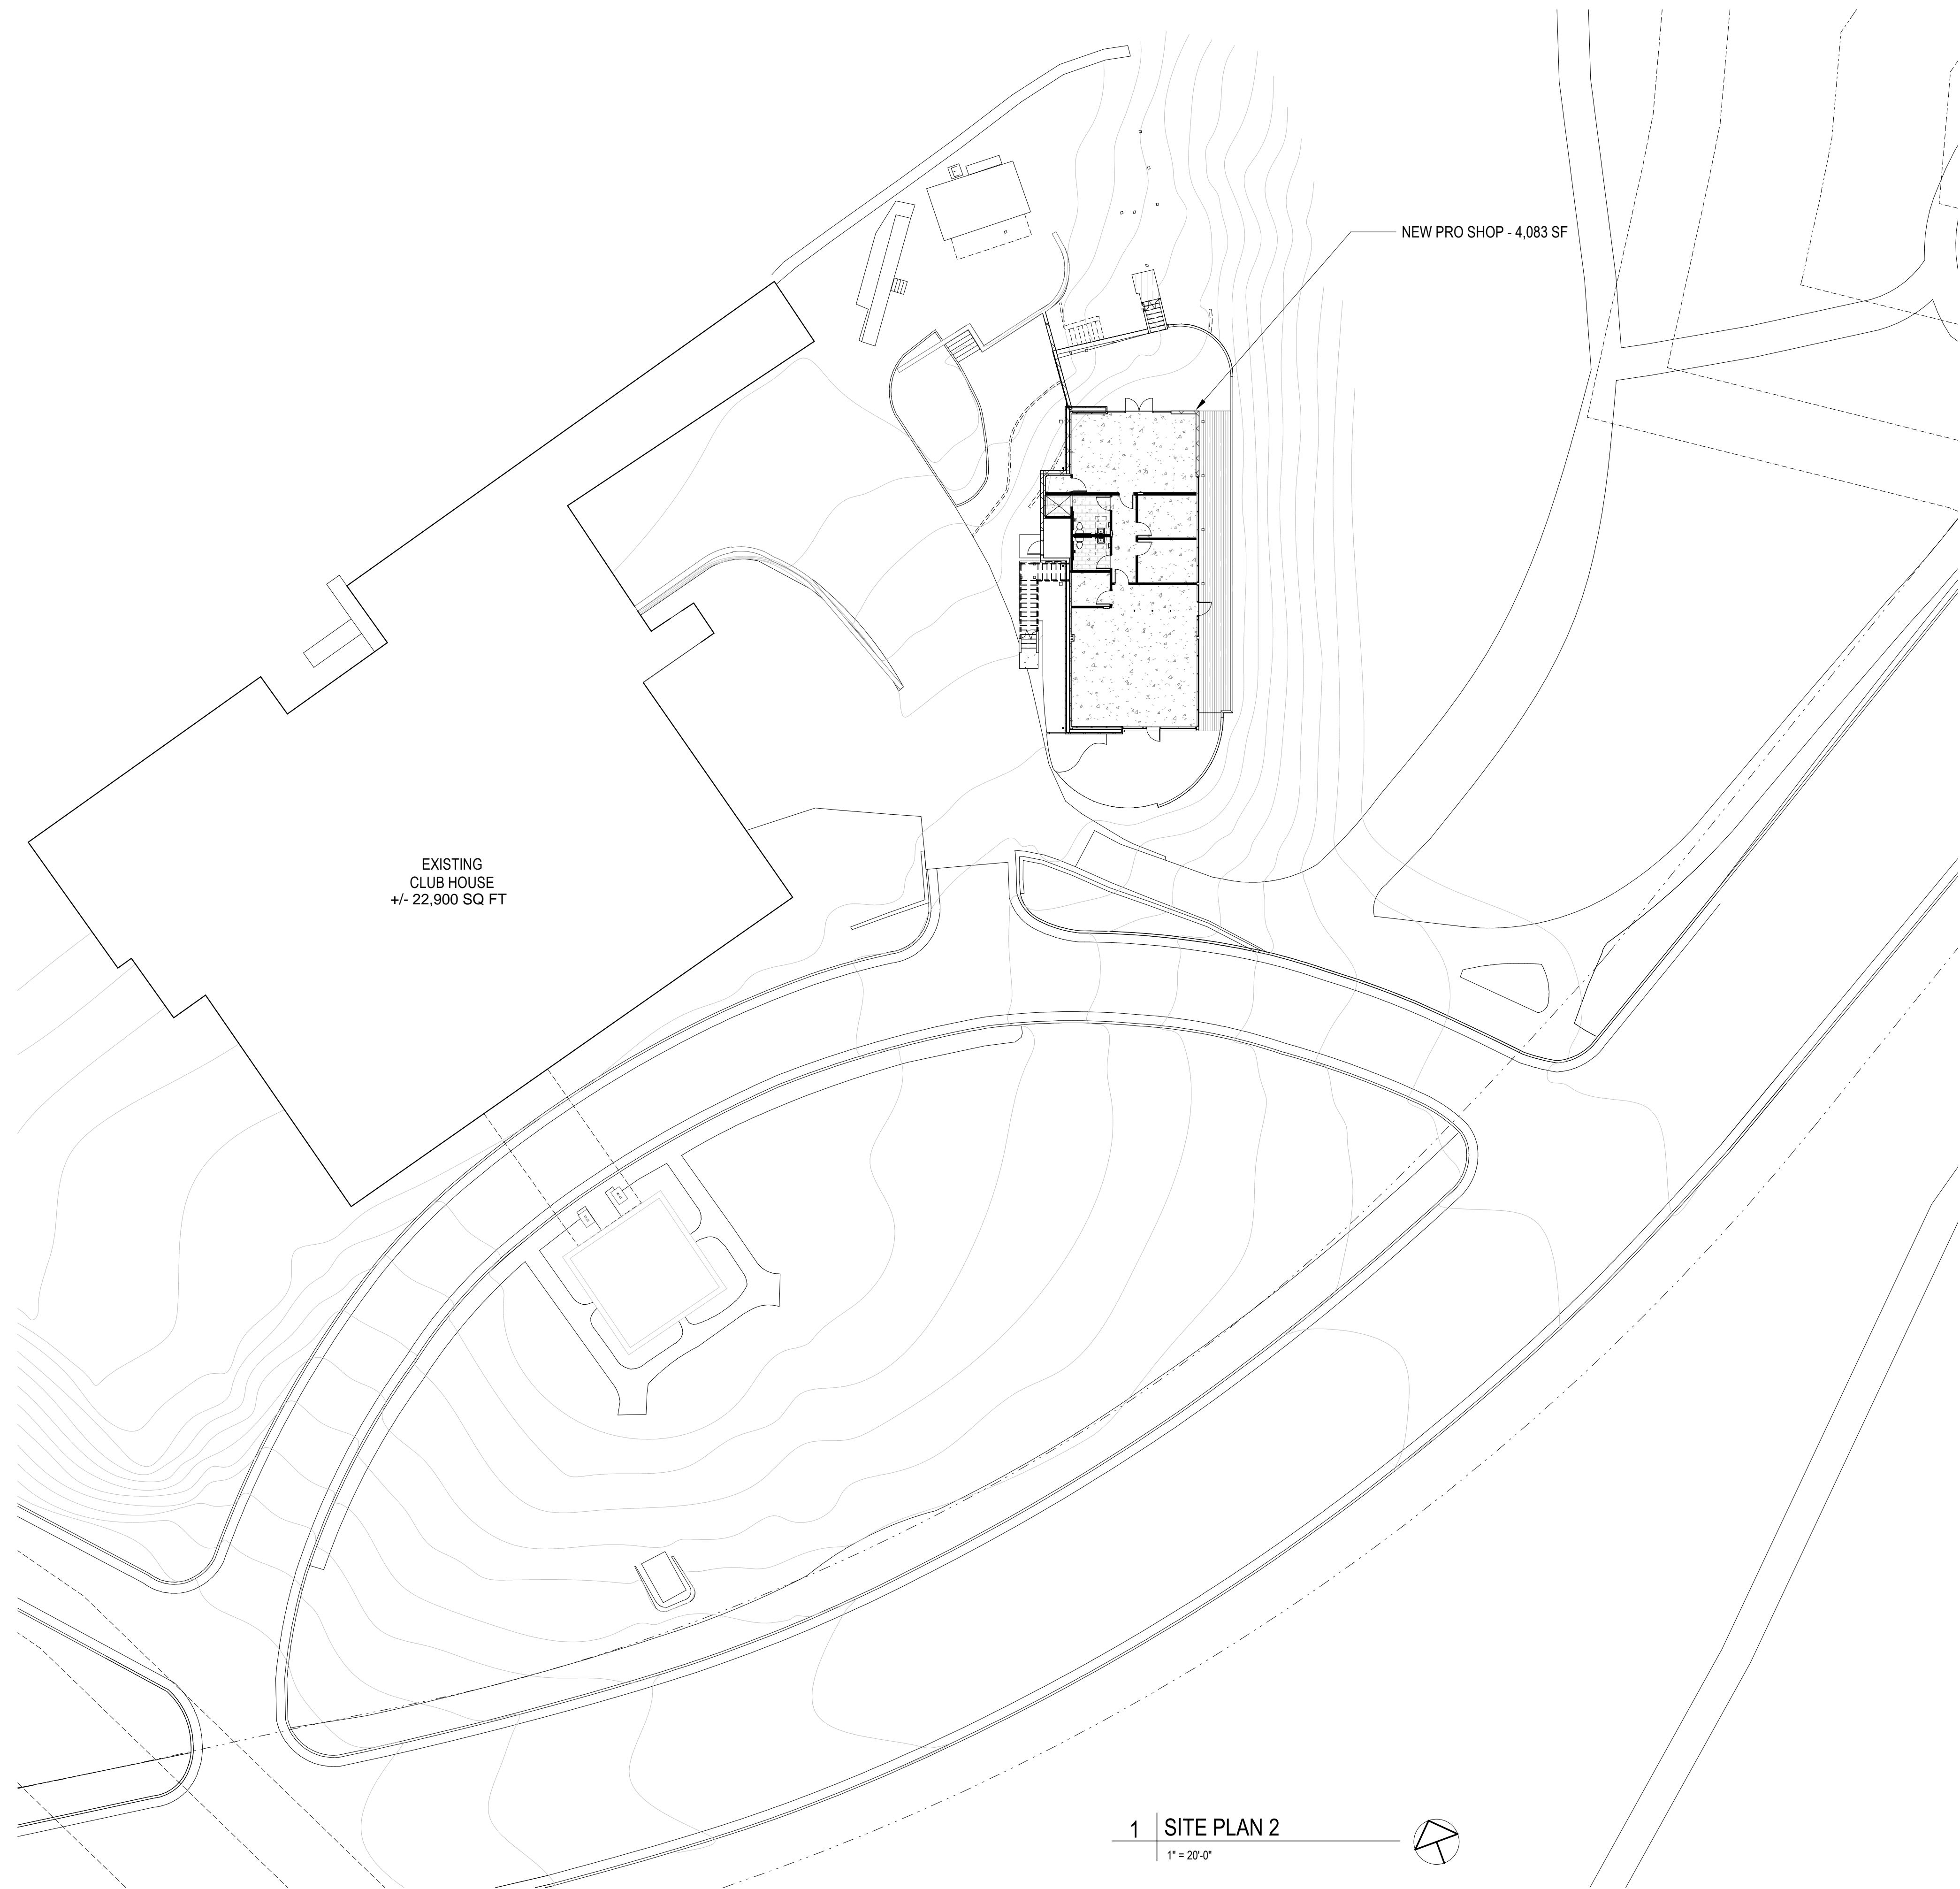 NEW PRO SHOP - 4,083 SF
EXISTING
CLUB HOUSE
+/- 22,900 SQ FT
1
SITE PLAN 2
1" = 20'-0"